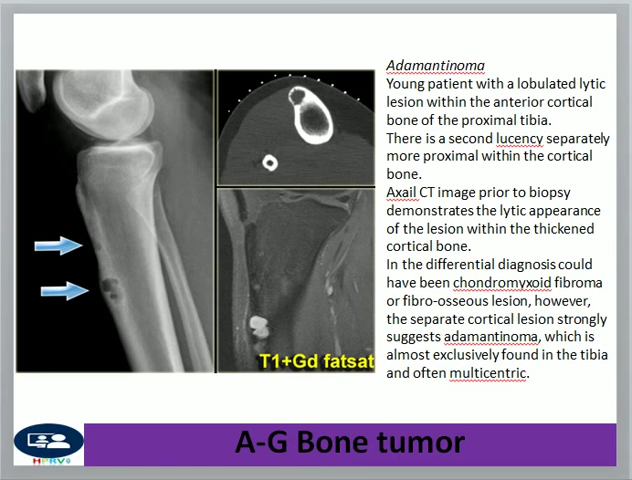 Adamantinoma
Young patient with a lobulated lytic
lesion within the anterior cortical
bone of the proximal tibia.
There is a second lucency separately
more proximal within the cortical
bone.
Axail CT image prior to biopsy
demonstrates the lytic appearance
of the lesion within the thickened
cortical bone.
In the differential diagnosis could
have been chondromyxoid fibroma
or fibro-osseous lesion, however,
the separate cortical lesion strongly
suggests adamantinoma, which is
almost exclusively found in the tibia
and often multicentric.
T1+Gd fatsat
HPRV
A-G Bone tumor